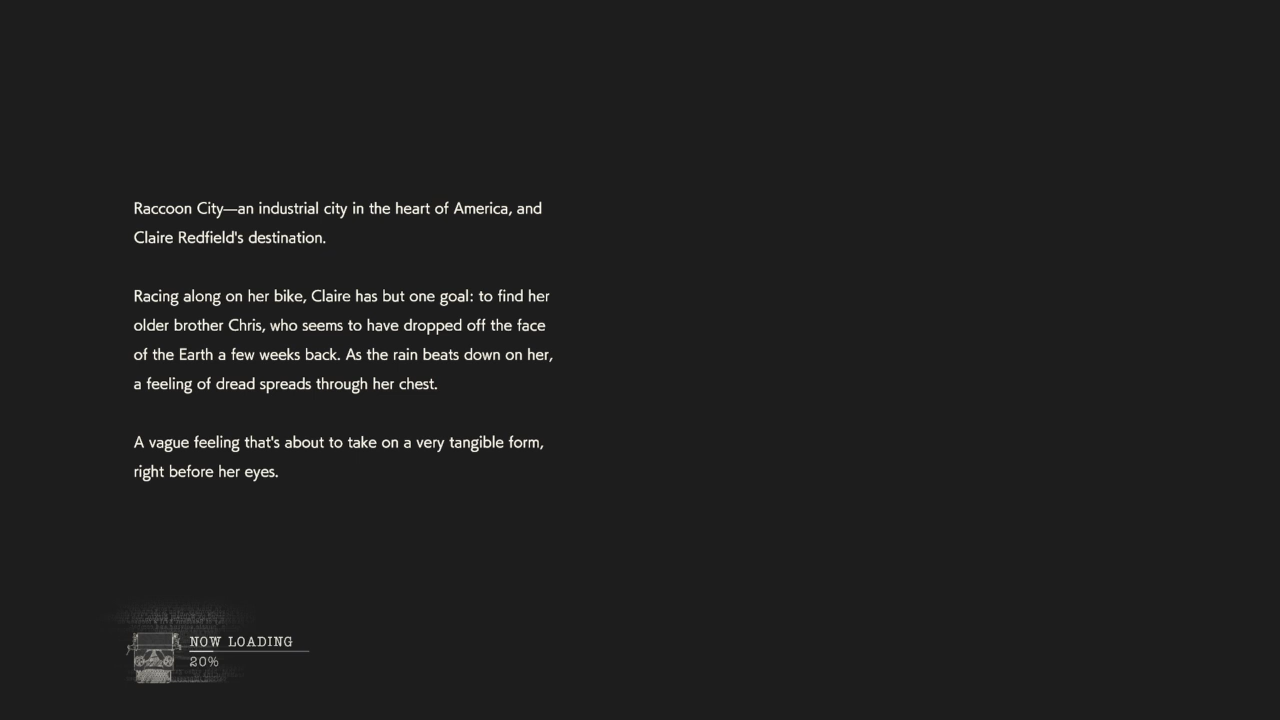 Raccoon City—an industrial city in the heart of America, and
Claire Redfield's destination.
Racing along on her bike, Claire has but one goal: to find her
older brother Chris, who seems to have dropped off the face
of the Earth a few weeks back. As the rain beats down on her,
a feeling of dread spreads through her chest.
A vague feeling that's about to take on a very tangible form,
right before her eyes.
NOW LOADING
20%